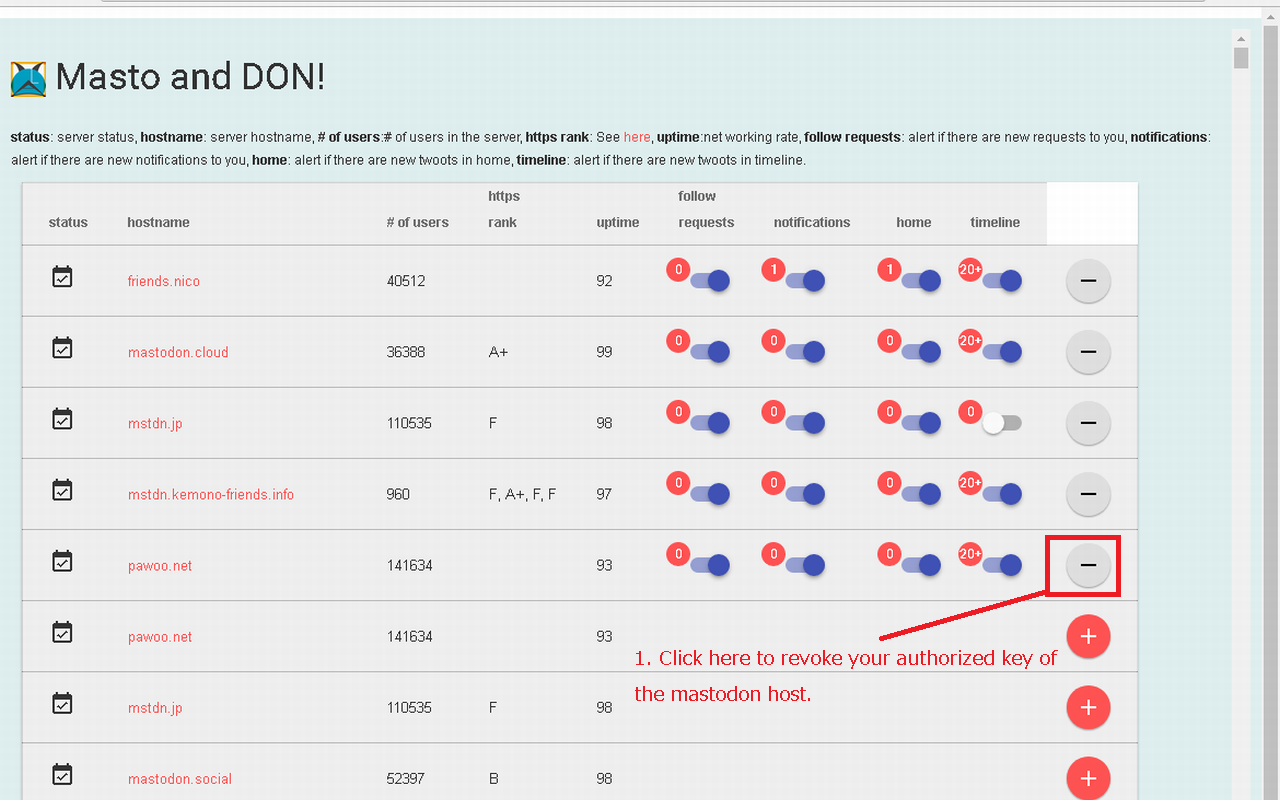 Masto and DON!
status: server status, hostname: server hostname, # of users:# of users in the server, https rank: See here, uptime:net working rate, follow requests: alert if there are new requests to you, notifications:
alert if there are new notifications to you, home: alert if there are new twoots in home, timeline: alert if there are new twoots in timeline.
status hostname # of users https rank uptime follow requests notifications home timeline
friends.nico 40512 92 0 1 1 20+ −
mastodon.cloud 36388 A+ 99 0 0 0 20+ −
mstdn.jp 110535 F 98 0 0 0 0 −
mstdn.kemono-friends.info 960 F, A+, F, F 97 0 0 0 20+ −
pawoo.net 141634 93 0 0 0 20+ −
pawoo.net 141634 93 +
1. Click here to revoke your authorized key of
the mastodon host.
mstdn.jp 110535 F 98 +
mastodon.social 52397 B 98 +